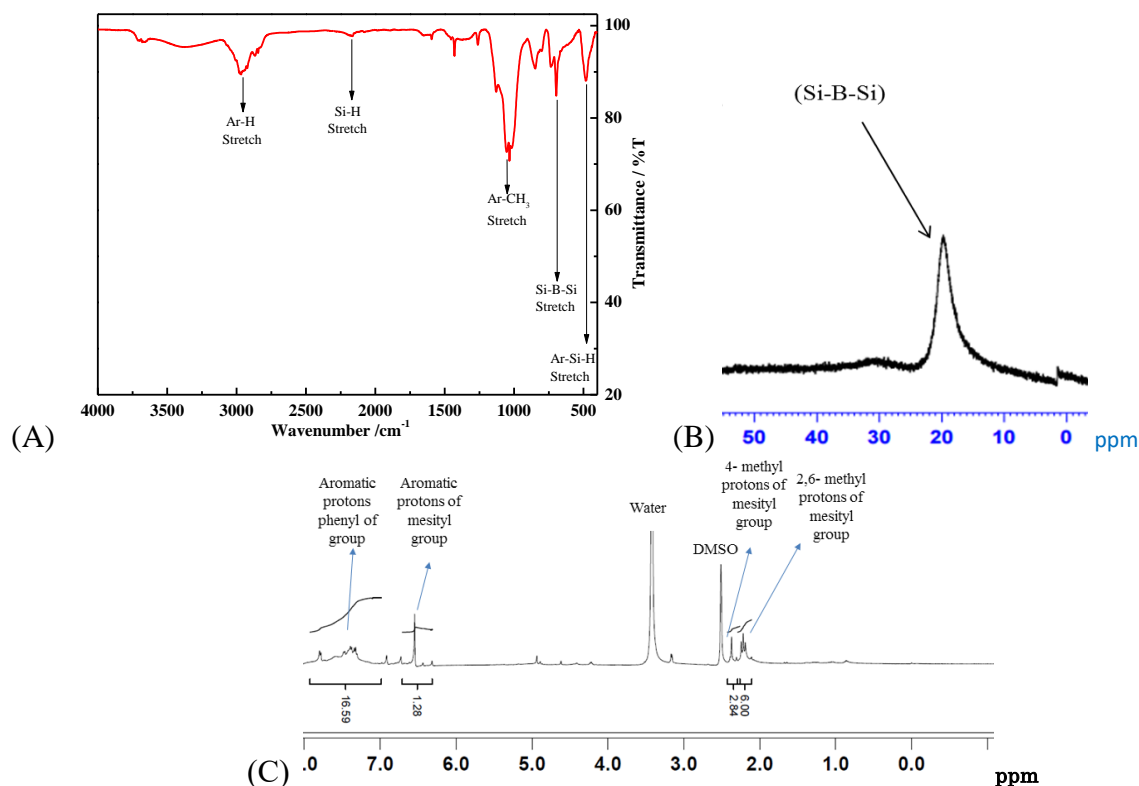 100
80
60
40
20
Transmittance / %T
Ar-H
Stretch
Si-H
Stretch
Ar-CH3
Stretch
Si-B-Si
Stretch
Ar-Si-H
Stretch
4000 3500 3000 2500 2000 1500 1000 500
Wavenumber /cm-1
(A)
(Si-B-Si)
50 40 30 20 10 0 ppm
(B)
Aromatic
protons
phenyl of
group
Aromatic
protons of
mesityl
group
Water
DMSO
4- methyl
protons of
mesityl
group
2,6- methyl
protons of
mesityl
group
16.59
1.28
2.84
6.00
.0 7.0 6.0 5.0 4.0 3.0 2.0 1.0 0.0
ppm
(C)